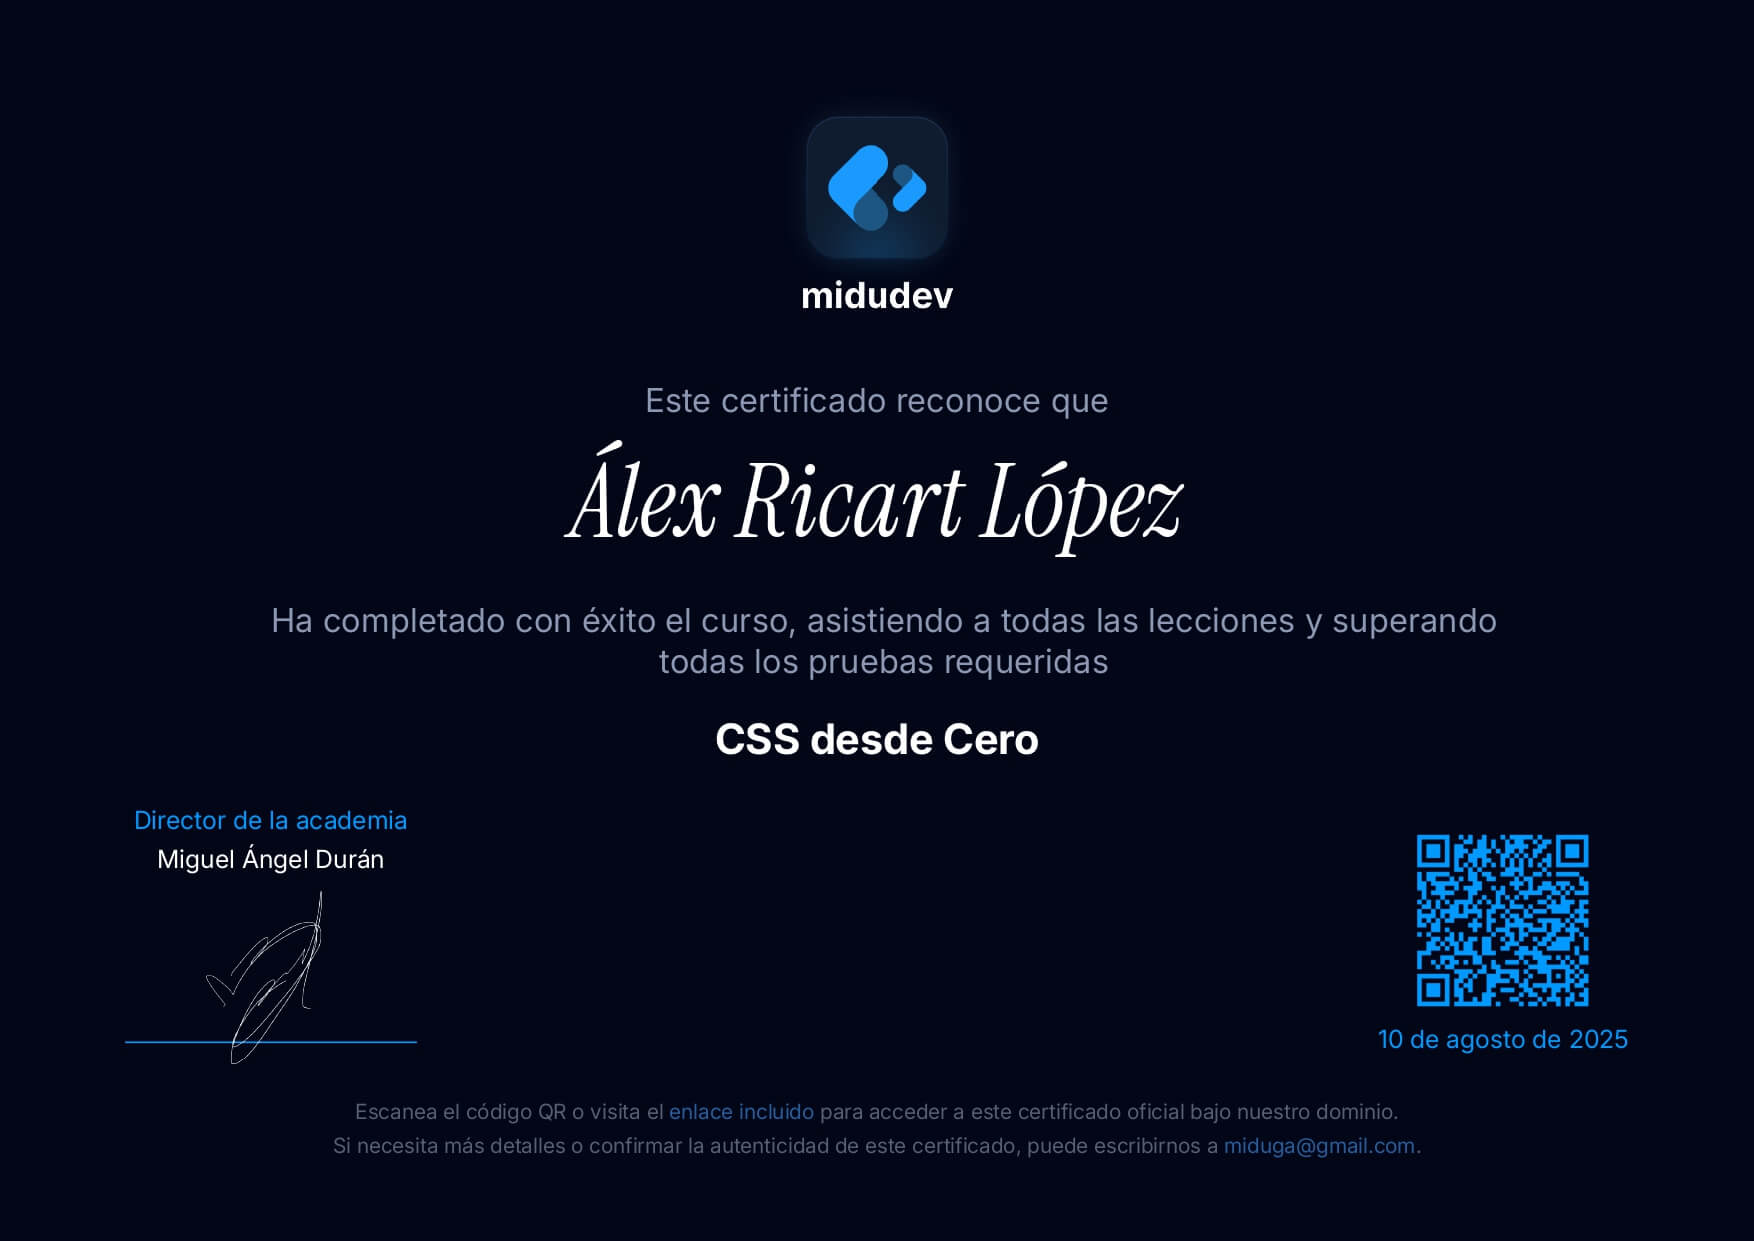 midudev
Este certificado reconoce que
Álex Ricart López
Ha completado con éxito el curso, asistiendo a todas las lecciones y superando
todas los pruebas requeridas
CSS desde Cero
Director de la academia
Miguel Ángel Durán
10 de agosto de 2025
Escanea el código QR o visita el enlace incluido para acceder a este certificado oficial bajo nuestro dominio.
Si necesita más detalles o confirmar la autenticidad de este certificado, puede escribirnos a miduga@gmail.com.